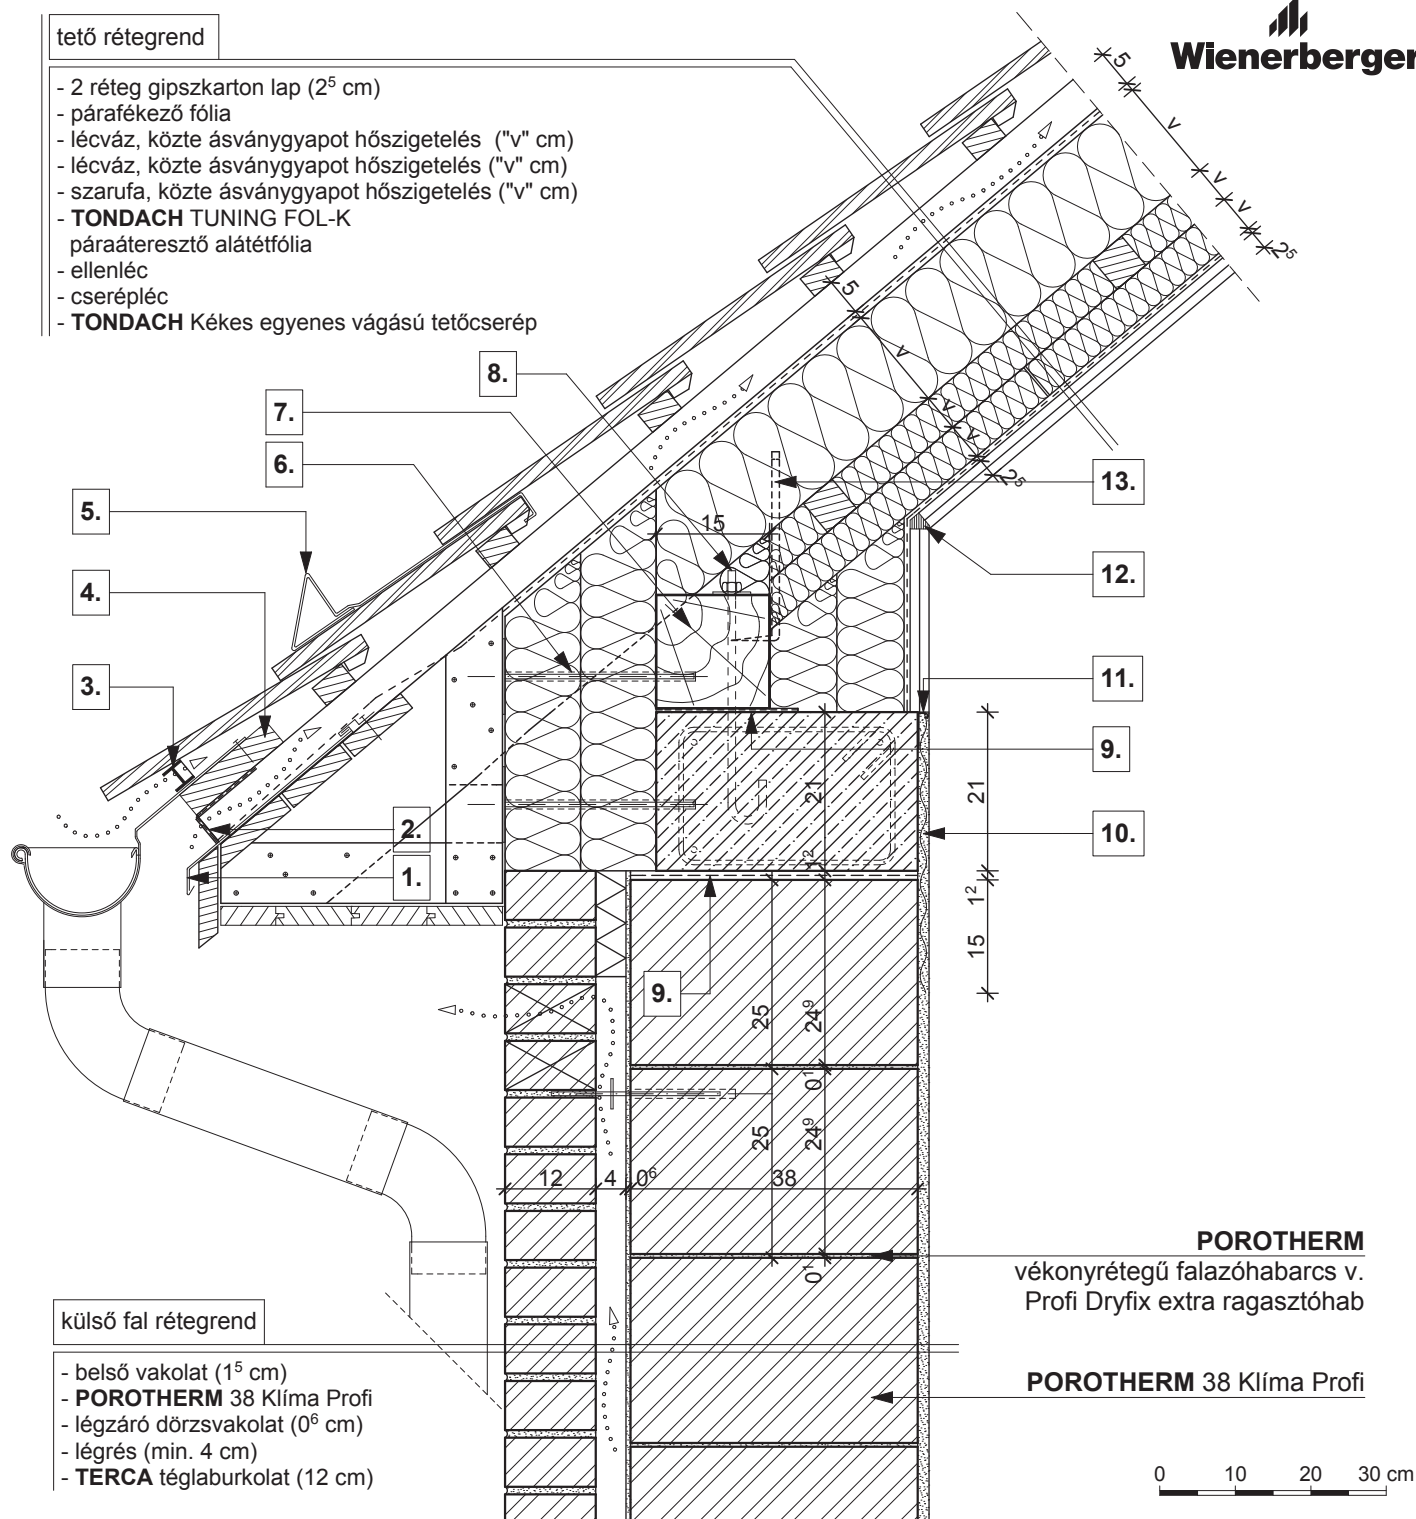 tető rétegrend
Wienerberger
- 2 réteg gipszkarton lap (2⁵ cm)
- párafékező fólia
- lécváz, közte ásványgyapot hőszigetelés ("v" cm)
- lécváz, közte ásványgyapot hőszigetelés ("v" cm)
- szarufa, közte ásványgyapot hőszigetelés ("v" cm)
- TONDACH TUNING FOL-K
páraáteresztő alátétfólia
- ellenléc
- cserépléc
- TONDACH Kékes egyenes vágású tetőcserép
5
v
v
v
2⁵
5
v
v
v
2⁵
8.
7.
6.
5.
4.
3.
2.
1.
13.
12.
11.
9.
10.
9.
15
21
1²
21
1²
15
25
24⁹
0¹
25
24⁹
0¹
12
4
0⁶
38
POROTHERM
vékonyrétegű falazóhabarcs v.
Profi Dryfix extra ragasztóhab
POROTHERM 38 Klíma Profi
külső fal rétegrend
- belső vakolat (1⁵ cm)
- POROTHERM 38 Klíma Profi
- légzáró dörzsvakolat (0⁶ cm)
- légrés (min. 4 cm)
- TERCA téglaburkolat (12 cm)
0 10 20 30 cm